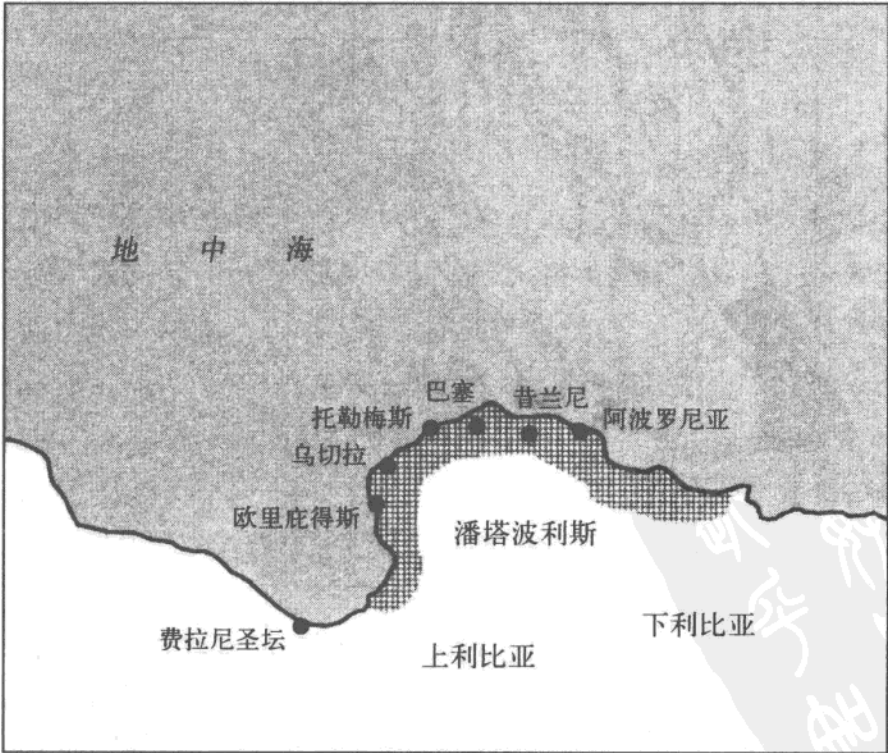 地中海
巴塞
昔兰尼
托勒梅斯
阿波罗尼亚
乌切拉
欧里庇得斯
潘塔波利斯
费拉尼圣坛
上利比亚
下利比亚